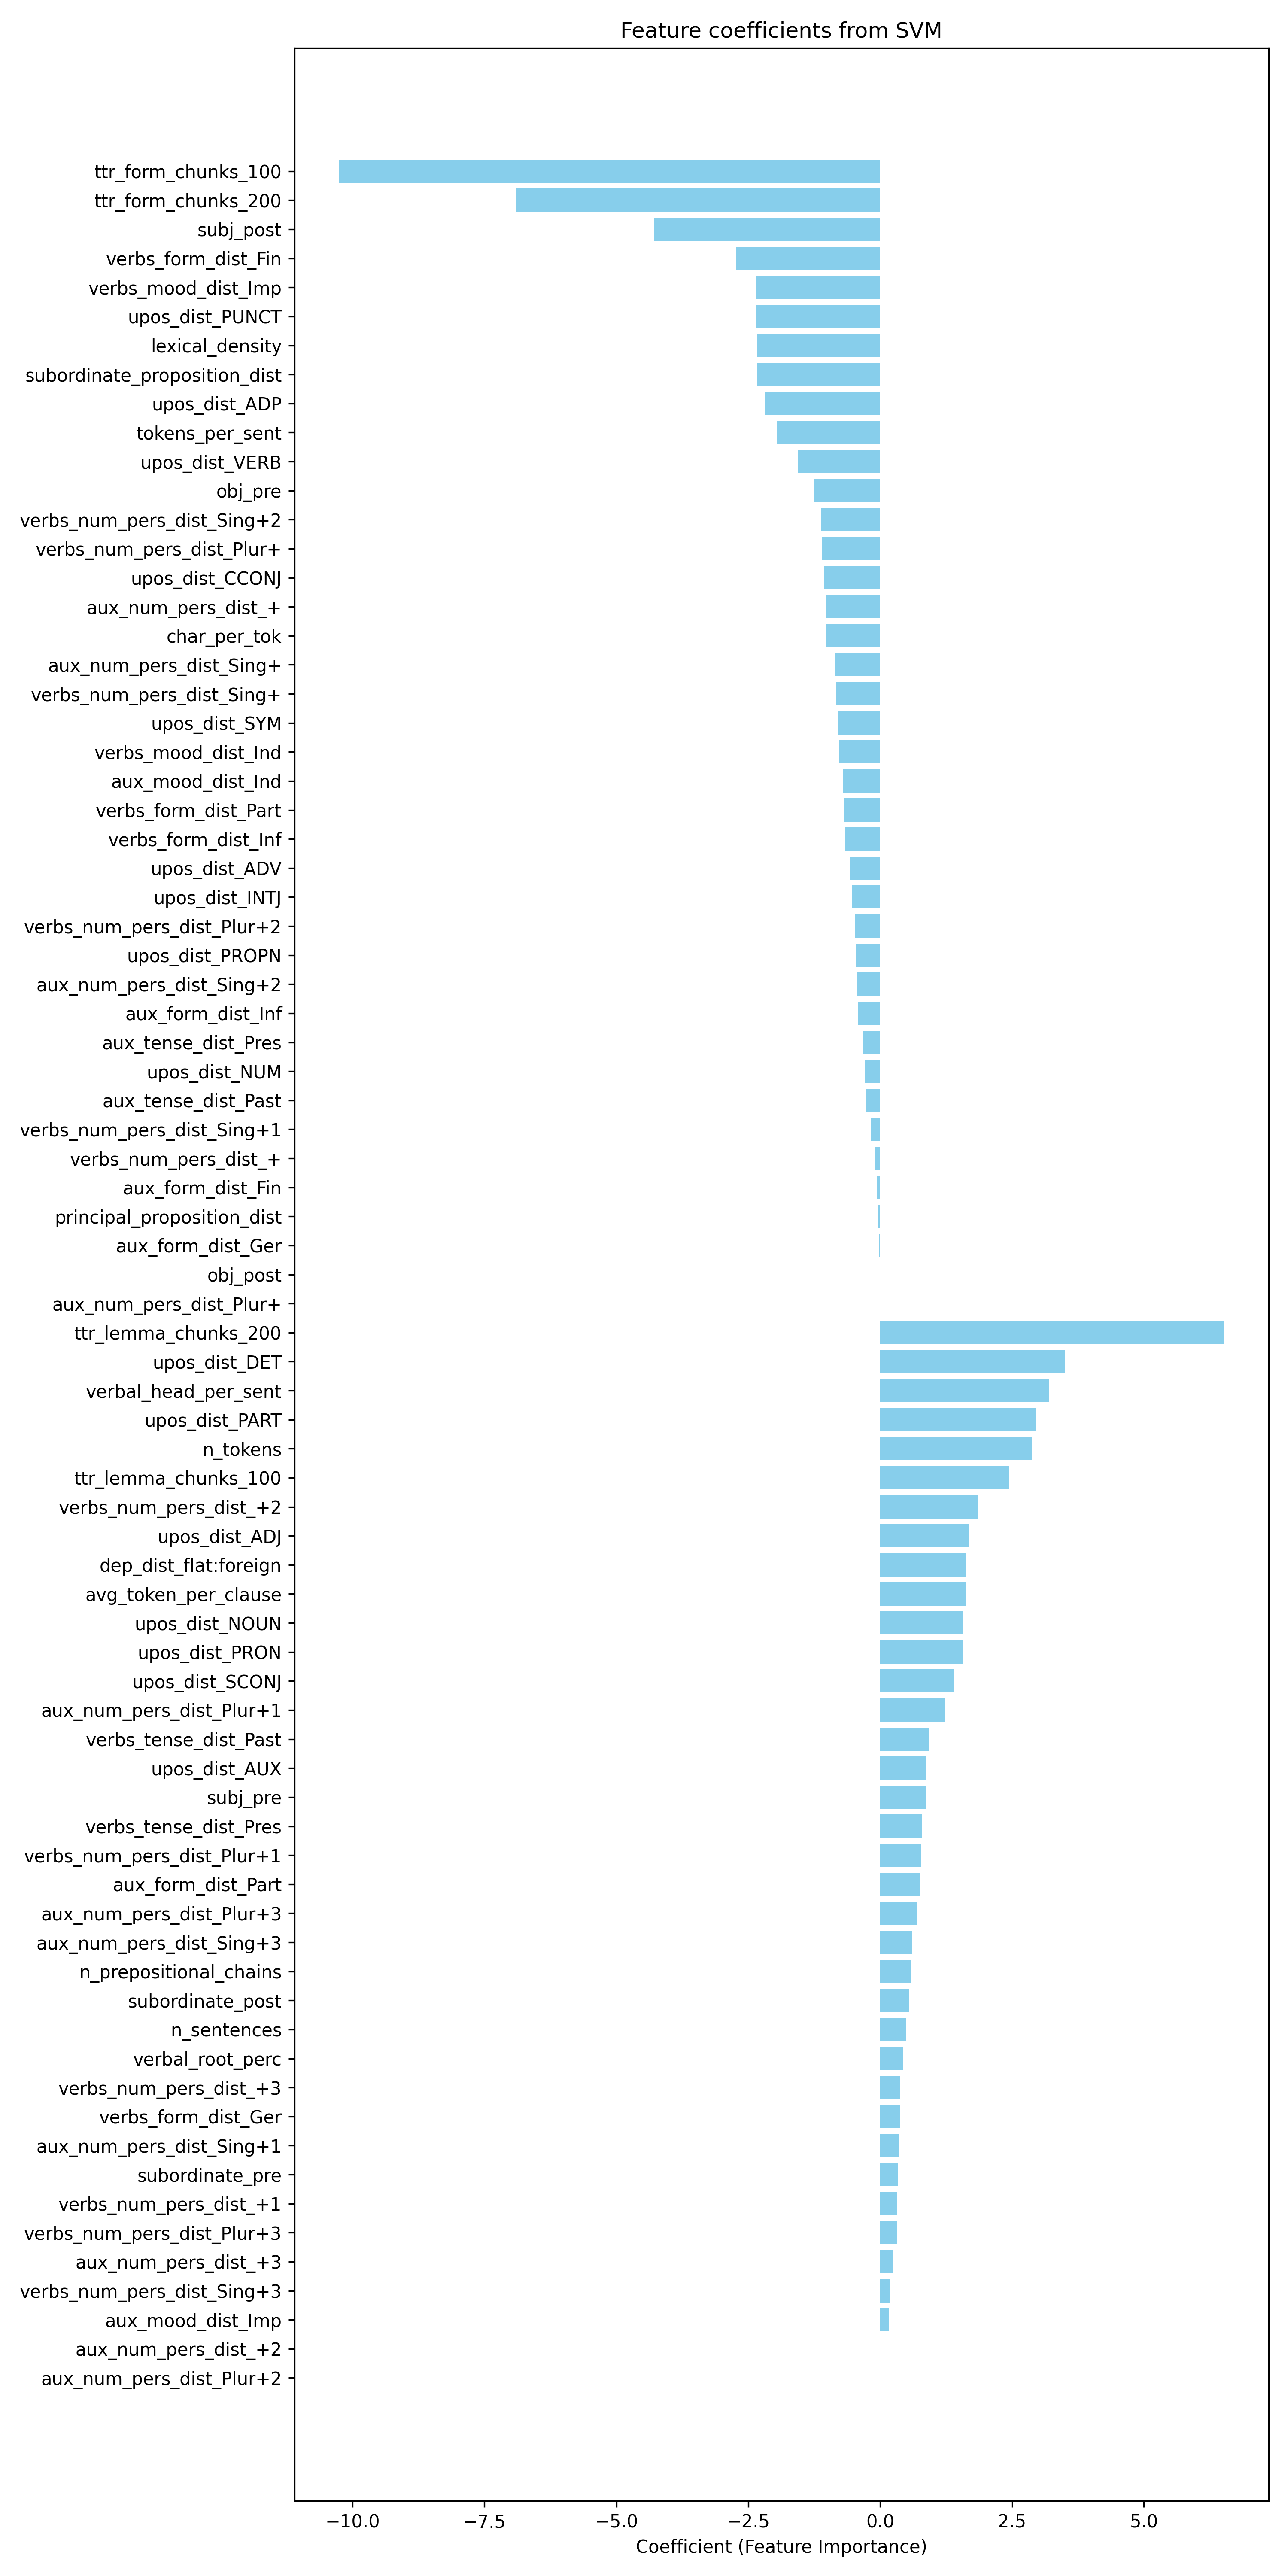 Feature coefficients from SVM
ttr_form_chunks_100
ttr_form_chunks_200
subj_post
verbs_form_dist_Fin
verbs_mood_dist_Imp
upos_dist_PUNCT
lexical_density
subordinate_proposition_dist
upos_dist_ADP
tokens_per_sent
upos_dist_VERB
obj_pre
verbs_num_pers_dist_Sing+2
verbs_num_pers_dist_Plur+
upos_dist_CCONJ
aux_num_pers_dist_+
char_per_tok
aux_num_pers_dist_Sing+
verbs_num_pers_dist_Sing+
upos_dist_SYM
verbs_mood_dist_Ind
aux_mood_dist_Ind
verbs_form_dist_Part
verbs_form_dist_Inf
upos_dist_ADV
upos_dist_INTJ
verbs_num_pers_dist_Plur+2
upos_dist_PROPN
aux_num_pers_dist_Sing+2
aux_form_dist_Inf
aux_tense_dist_Pres
upos_dist_NUM
aux_tense_dist_Past
verbs_num_pers_dist_Sing+1
verbs_num_pers_dist_+
aux_form_dist_Fin
principal_proposition_dist
aux_form_dist_Ger
obj_post
aux_num_pers_dist_Plur+
ttr_lemma_chunks_200
upos_dist_DET
verbal_head_per_sent
upos_dist_PART
n_tokens
ttr_lemma_chunks_100
verbs_num_pers_dist_+2
upos_dist_ADJ
dep_dist_flat:foreign
avg_token_per_clause
upos_dist_NOUN
upos_dist_PRON
upos_dist_SCONJ
aux_num_pers_dist_Plur+1
verbs_tense_dist_Past
upos_dist_AUX
subj_pre
verbs_tense_dist_Pres
verbs_num_pers_dist_Plur+1
aux_form_dist_Part
aux_num_pers_dist_Plur+3
aux_num_pers_dist_Sing+3
n_prepositional_chains
subordinate_post
n_sentences
verbal_root_perc
verbs_num_pers_dist_+3
verbs_form_dist_Ger
aux_num_pers_dist_Sing+1
subordinate_pre
verbs_num_pers_dist_+1
verbs_num_pers_dist_Plur+3
aux_num_pers_dist_+3
verbs_num_pers_dist_Sing+3
aux_mood_dist_Imp
aux_num_pers_dist_+2
aux_num_pers_dist_Plur+2
−10.0 −7.5 −5.0 −2.5 0.0 2.5 5.0
Coefficient (Feature Importance)